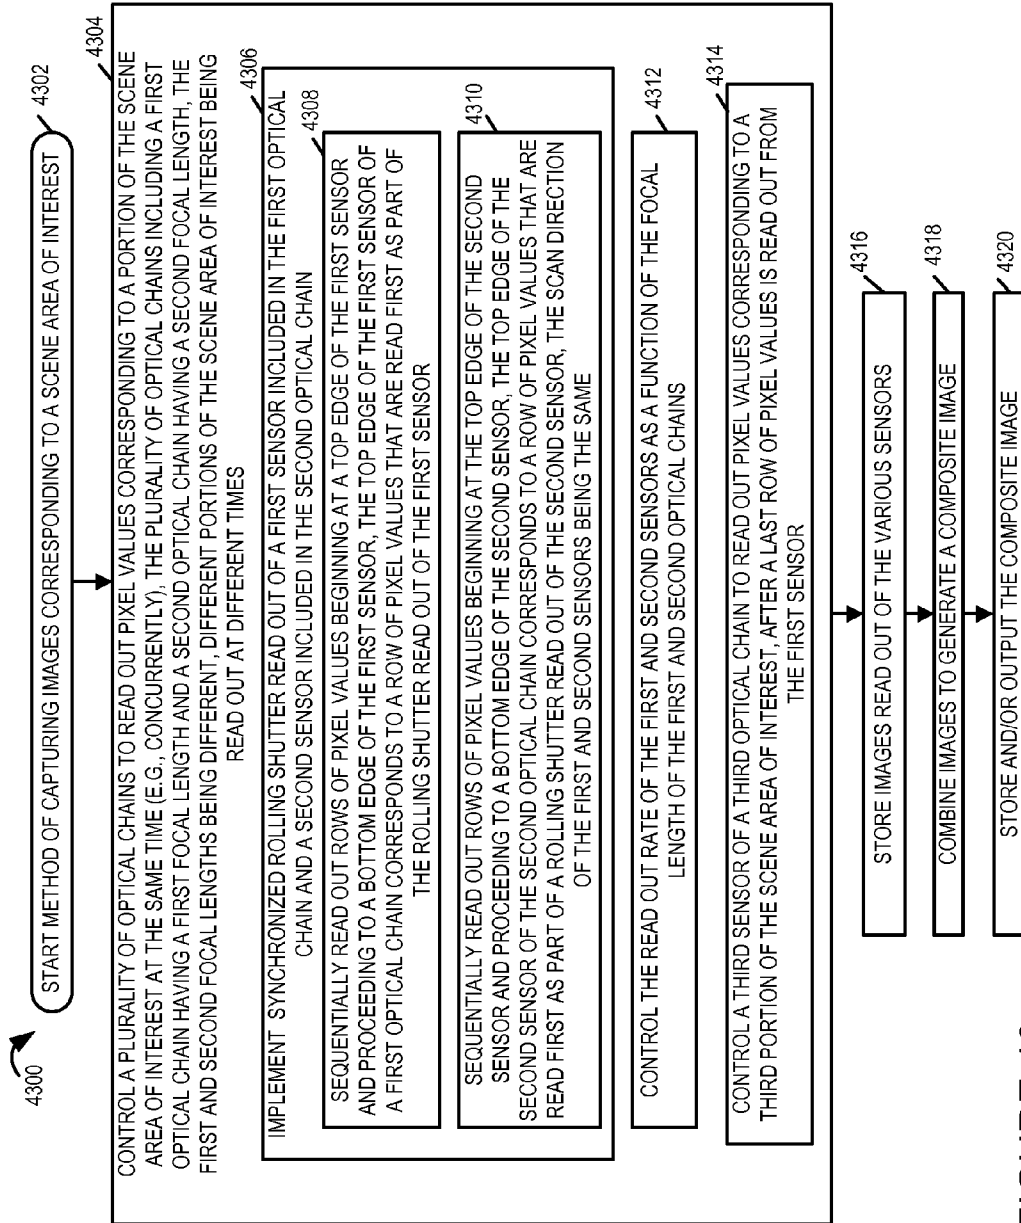 4300
START METHOD OF CAPTURING IMAGES CORRESPONDING TO A SCENE AREA OF INTEREST
4302
4304
CONTROL A PLURALITY OF OPTICAL CHAINS TO READ OUT PIXEL VALUES CORRESPONDING TO A PORTION OF THE SCENE
AREA OF INTEREST AT THE SAME TIME (E.G., CONCURRENTLY), THE PLURALITY OF OPTICAL CHAINS INCLUDING A FIRST
OPTICAL CHAIN HAVING A FIRST FOCAL LENGTH AND A SECOND OPTICAL CHAIN HAVING A SECOND FOCAL LENGTH, THE
FIRST AND SECOND FOCAL LENGTHS BEING DIFFERENT, DIFFERENT PORTIONS OF THE SCENE AREA OF INTEREST BEING
READ OUT AT DIFFERENT TIMES
4306
IMPLEMENT SYNCHRONIZED ROLLING SHUTTER READ OUT OF A FIRST SENSOR INCLUDED IN THE FIRST OPTICAL
CHAIN AND A SECOND SENSOR INCLUDED IN THE SECOND OPTICAL CHAIN
4308
SEQUENTIALLY READ OUT ROWS OF PIXEL VALUES BEGINNING AT A TOP EDGE OF THE FIRST SENSOR
AND PROCEEDING TO A BOTTOM EDGE OF THE FIRST SENSOR, THE TOP EDGE OF THE FIRST SENSOR OF
A FIRST OPTICAL CHAIN CORRESPONDS TO A ROW OF PIXEL VALUES THAT ARE READ FIRST AS PART OF
THE ROLLING SHUTTER READ OUT OF THE FIRST SENSOR
4310
SEQUENTIALLY READ OUT ROWS OF PIXEL VALUES BEGINNING AT THE TOP EDGE OF THE SECOND
SENSOR AND PROCEEDING TO A BOTTOM EDGE OF THE SECOND SENSOR, THE TOP EDGE OF THE
SECOND SENSOR OF THE SECOND OPTICAL CHAIN CORRESPONDS TO A ROW OF PIXEL VALUES THAT ARE
READ FIRST AS PART OF A ROLLING SHUTTER READ OUT OF THE SECOND SENSOR, THE SCAN DIRECTION
OF THE FIRST AND SECOND SENSORS BEING THE SAME
4312
CONTROL THE READ OUT RATE OF THE FIRST AND SECOND SENSORS AS A FUNCTION OF THE FOCAL
LENGTH OF THE FIRST AND SECOND OPTICAL CHAINS
4314
CONTROL A THIRD SENSOR OF A THIRD OPTICAL CHAIN TO READ OUT PIXEL VALUES CORRESPONDING TO A
THIRD PORTION OF THE SCENE AREA OF INTEREST, AFTER A LAST ROW OF PIXEL VALUES IS READ OUT FROM
THE FIRST SENSOR
4316
STORE IMAGES READ OUT OF THE VARIOUS SENSORS
4318
COMBINE IMAGES TO GENERATE A COMPOSITE IMAGE
4320
STORE AND/OR OUTPUT THE COMPOSITE IMAGE
FIGURE